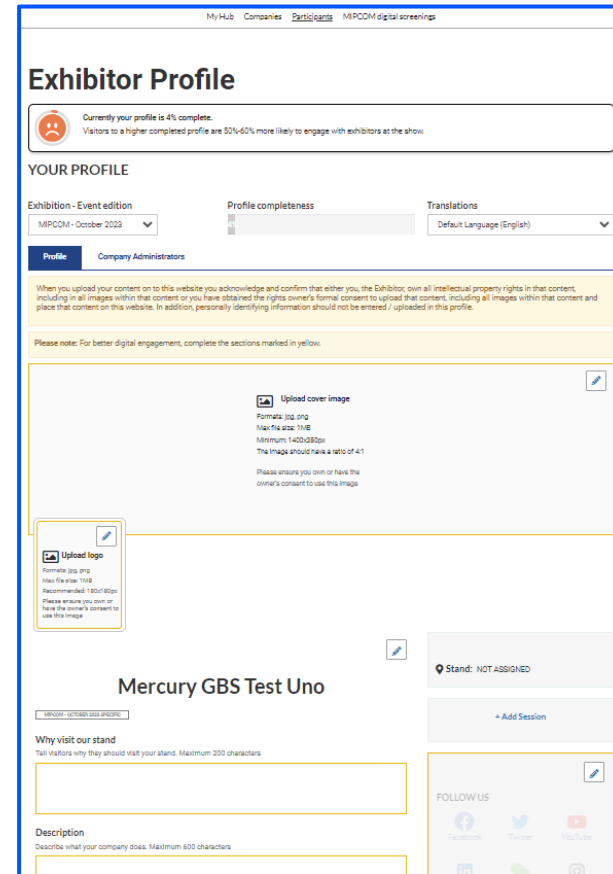 My Hub Companies Participants MIPCOM digital screenings
Exhibitor Profile
Currently your profile is 4% complete.
Visitors to a higher completed profile are 50%-60% more likely to engage with exhibitors at the show.
YOUR PROFILE
Exhibition - Event edition Profile completeness Translations
MIPCOM - October 2023 Default Language (English)
Profile Company Administrators
When you upload your content on to this website you acknowledge and confirm that either you, the Exhibitor, own all intellectual property rights in that content,
including in all images within that content or you have obtained the rights owner's formal consent to upload that content, including all images within that content and
place that content on this website. In addition, personally identifying information should not be entered / uploaded in this profile.
Please note: For better digital engagement, complete the sections marked in yellow.
Upload cover image
Formats: jpg, png
Max file size: 1MB
Minimum: 1400x350px
The image should have a ratio of 4:1
Please ensure you own or have the
owner's consent to use this image
Upload logo
Formats: jpg, png
Max file size: 1MB
Recommended: 180x180px
Please ensure you own or
have the owner's consent to
use this image
Stand: NOT ASSIGNED
Mercury GBS Test Uno
MIPCOM - OCTOBER 2023 SPECIFIC
+ Add Session
Why visit our stand
Tell visitors why they should visit your stand. Maximum 200 characters
FOLLOW US
Facebook Twitter YouTube
Description
Describe what your company does. Maximum 600 characters